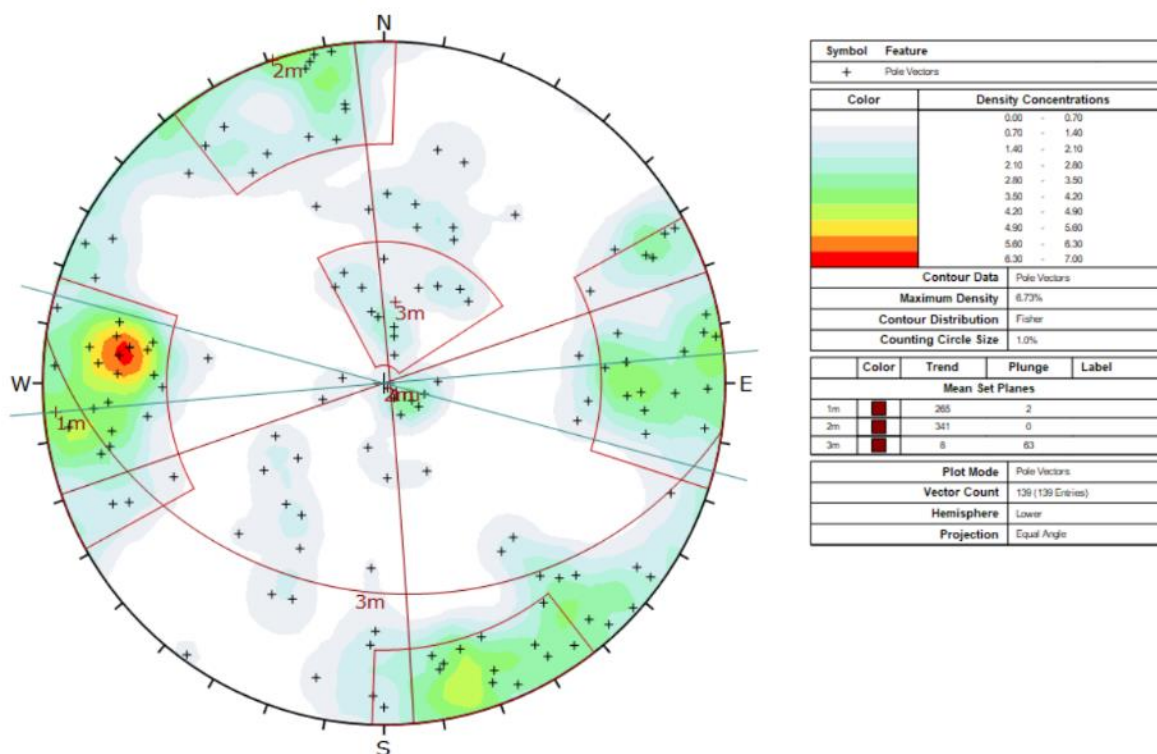 N
2m
3m
W
E
1m
3m
S
Symbol Feature
+ Pole Vectors
Color Density Concentrations
0.00 - 0.70
0.70 - 1.40
1.40 - 2.10
2.10 - 2.80
2.80 - 3.50
3.50 - 4.20
4.20 - 4.90
4.90 - 5.60
5.60 - 6.30
6.30 - 7.00
Contour Data Pole Vectors
Maximum Density 6.73%
Contour Distribution Fisher
Counting Circle Size 1.0%
Color Trend Plunge Label
Mean Set Planes
1m 265 2
2m 341 0
3m 8 63
Plot Mode Pole Vectors
Vector Count 139 (139 Entries)
Hemisphere Lower
Projection Equal Angle